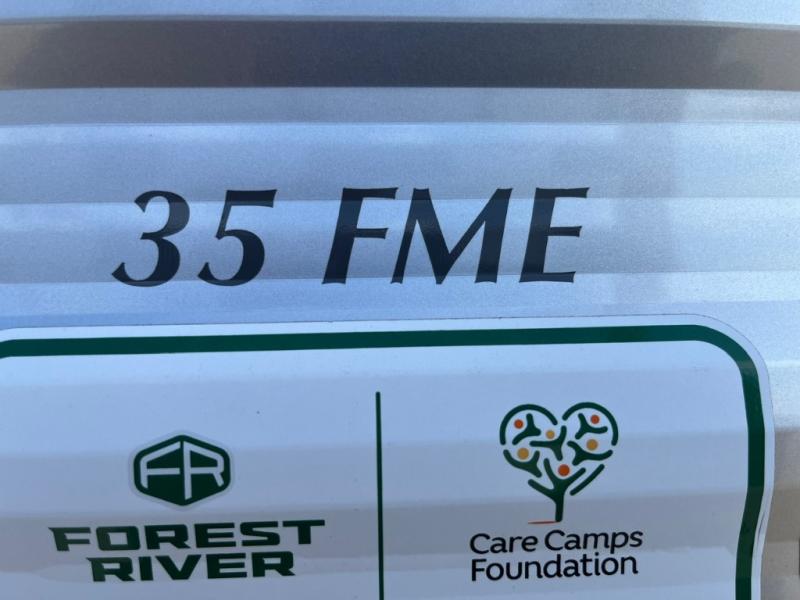 35 FME
FR
FOREST
RIVER
Care Camps
Foundation